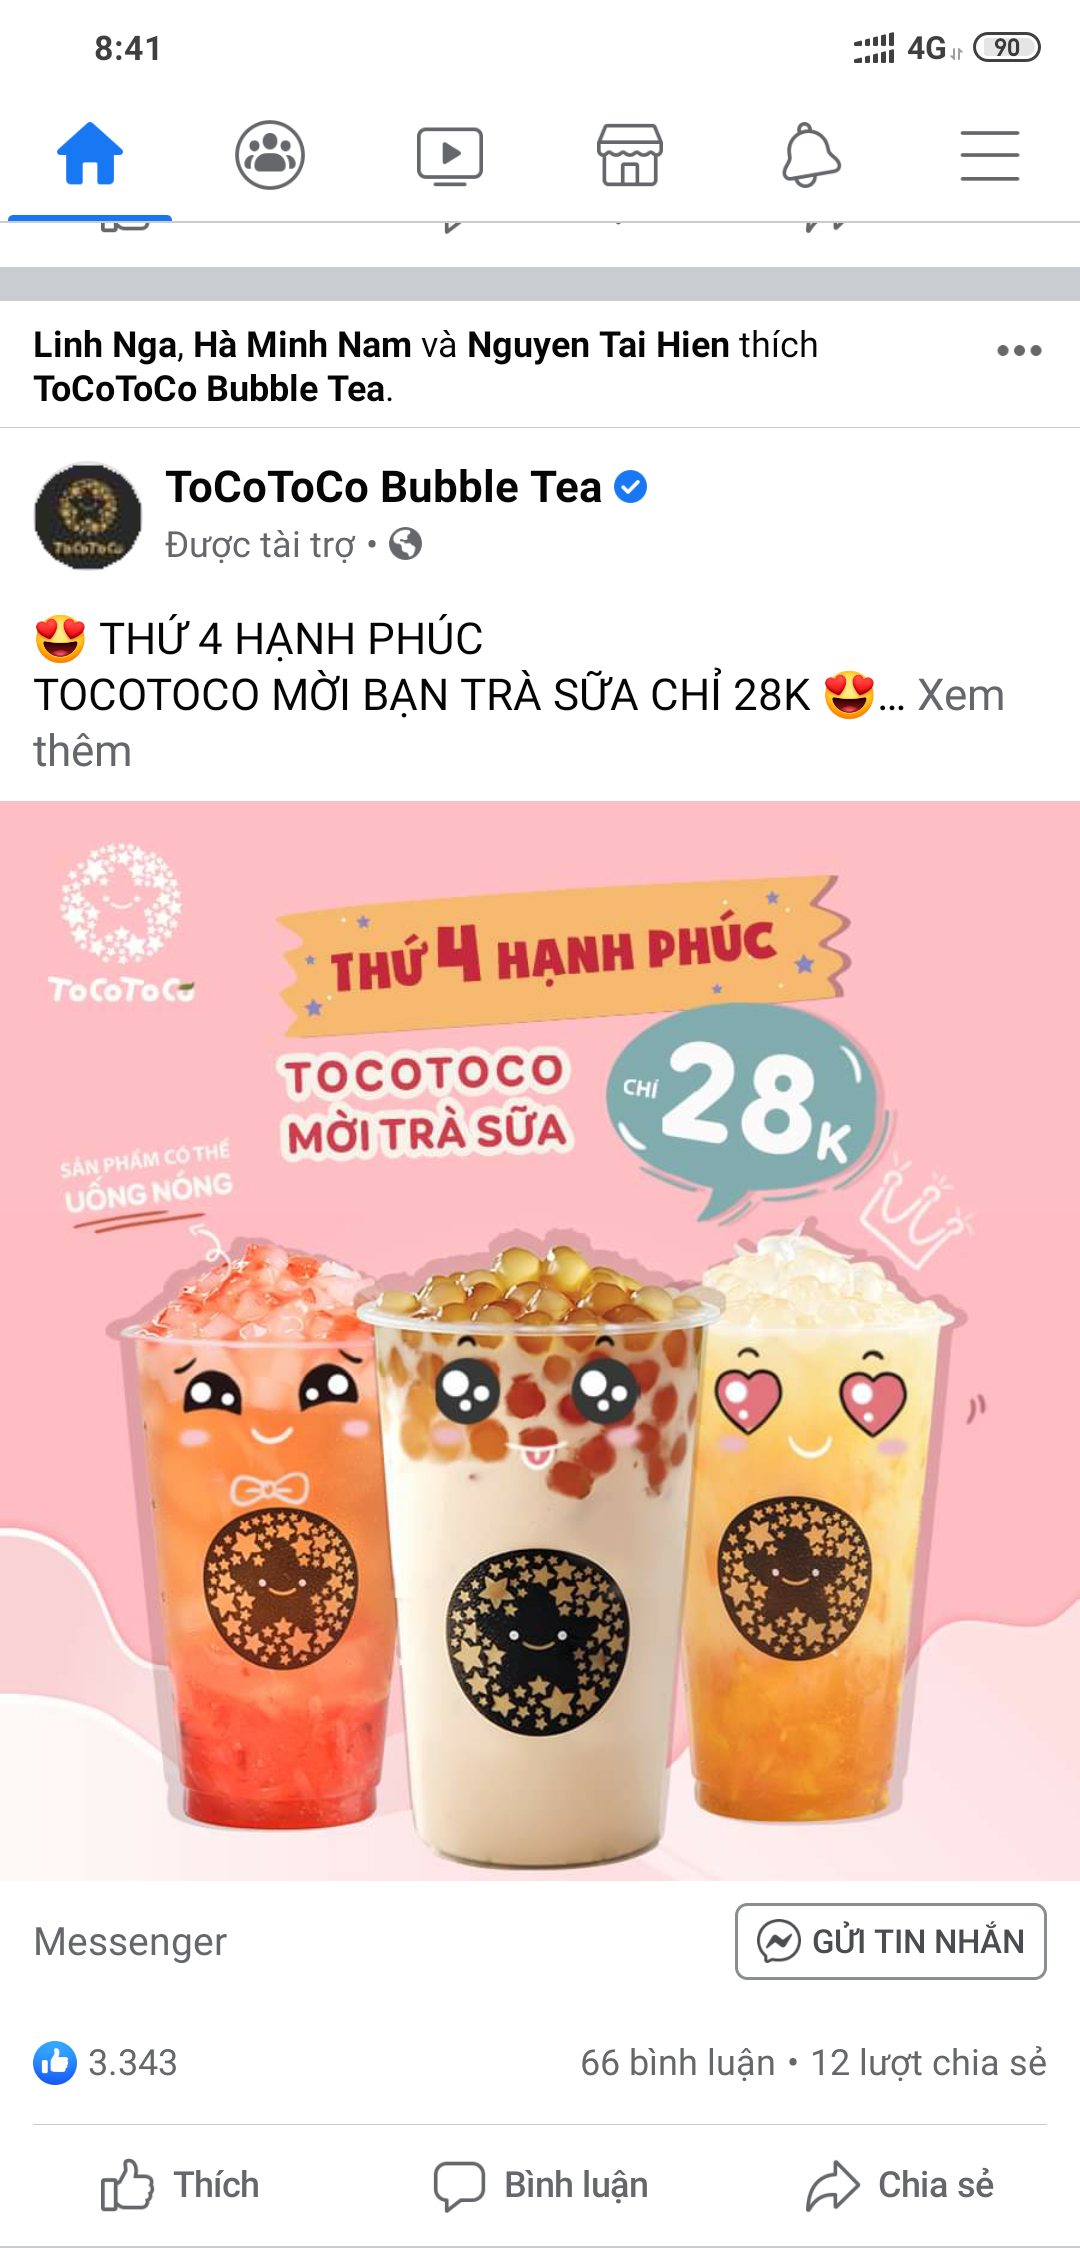 8:41
4G
90
Linh Nga, Hà Minh Nam và Nguyen Tai Hien thích
ToCoToCo Bubble Tea.
ToCoToCo
ToCoToCo Bubble Tea
Được tài trợ •
😍 THỨ 4 HẠNH PHÚC
TOCOTOCO MỜI BẠN TRÀ SỮA CHỈ 28K 😍... Xem
thêm
ToCoToCo
THỨ 4 HẠNH PHÚC
TOCOTOCO
MỜI TRÀ SỮA
CHỈ 28K
SẢN PHẨM CÓ THỂ
UỐNG NÓNG
Messenger
GỬI TIN NHẮN
3.343
66 bình luận • 12 lượt chia sẻ
Thích
Bình luận
Chia sẻ